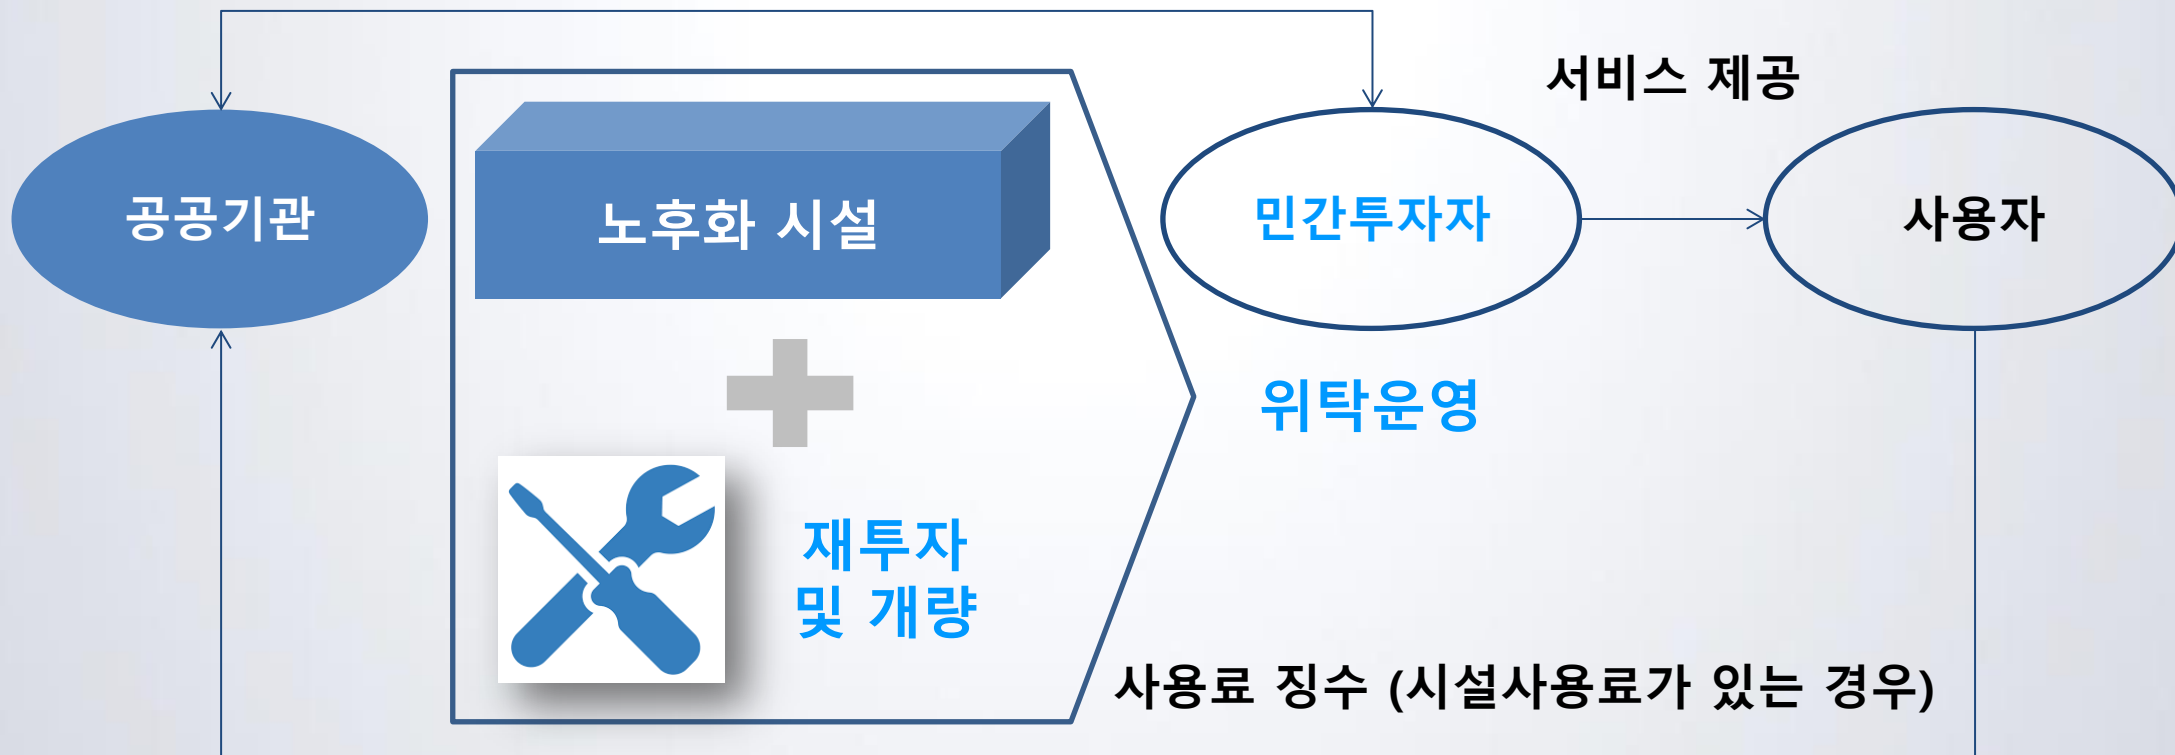 서비스 제공
공공기관
노후화 시설
민간투자자
사용자
위탁운영
재투자
및 개량
사용료 징수 (시설사용료가 있는 경우)